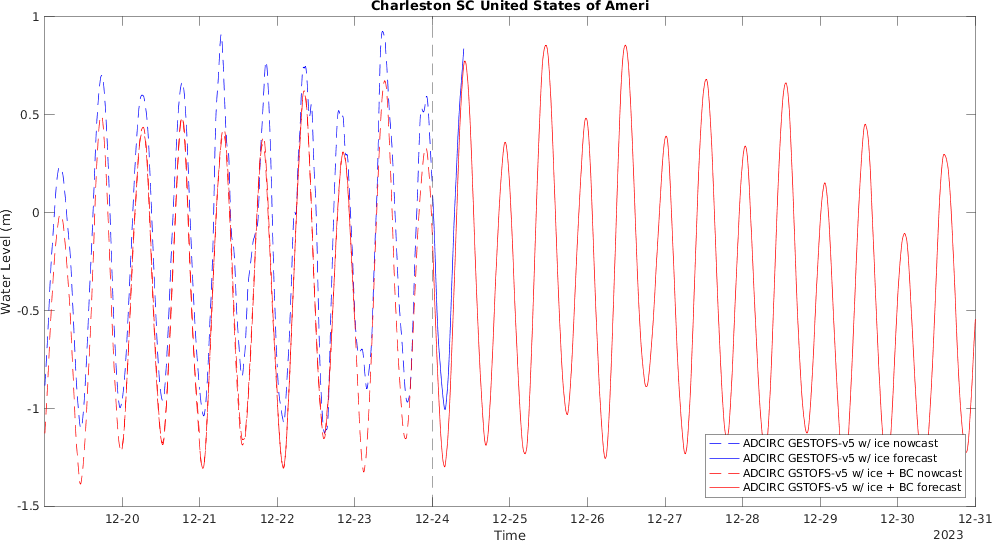 Charleston SC United States of Ameri
Water Level (m)
1
0.5
0
-0.5
-1
-1.5
ADCIRC GESTOFS-v5 w/ ice nowcast
ADCIRC GESTOFS-v5 w/ ice forecast
ADCIRC GSTOFS-v5 w/ ice + BC nowcast
ADCIRC GSTOFS-v5 w/ ice + BC forecast
12-20 12-21 12-22 12-23 12-24 12-25 12-26 12-27 12-28 12-29 12-30 12-31
Time
2023